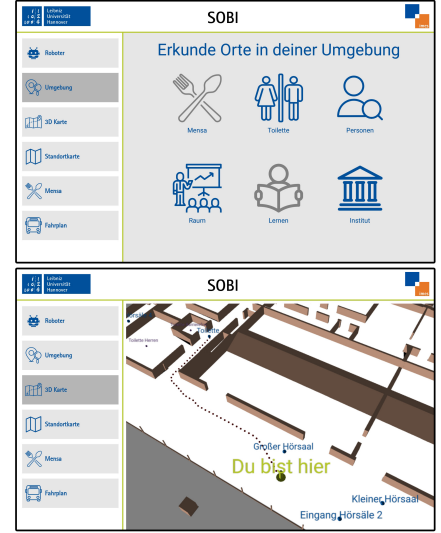 Leibniz
Universität
Hannover
SOBI
Roboter
Umgebung
3D Karte
Standortkarte
Mensa
Fahrplan
Erkunde Orte in deiner Umgebung
Mensa
Toilette
Personen
Raum
Lernen
Institut
Leibniz
Universität
Hannover
SOBI
Roboter
Umgebung
3D Karte
Standortkarte
Mensa
Fahrplan
Toilette
Toilette Herren
Großer Hörsaal
Du bist hier
Kleiner Hörsaal
Eingang Hörsäle 2